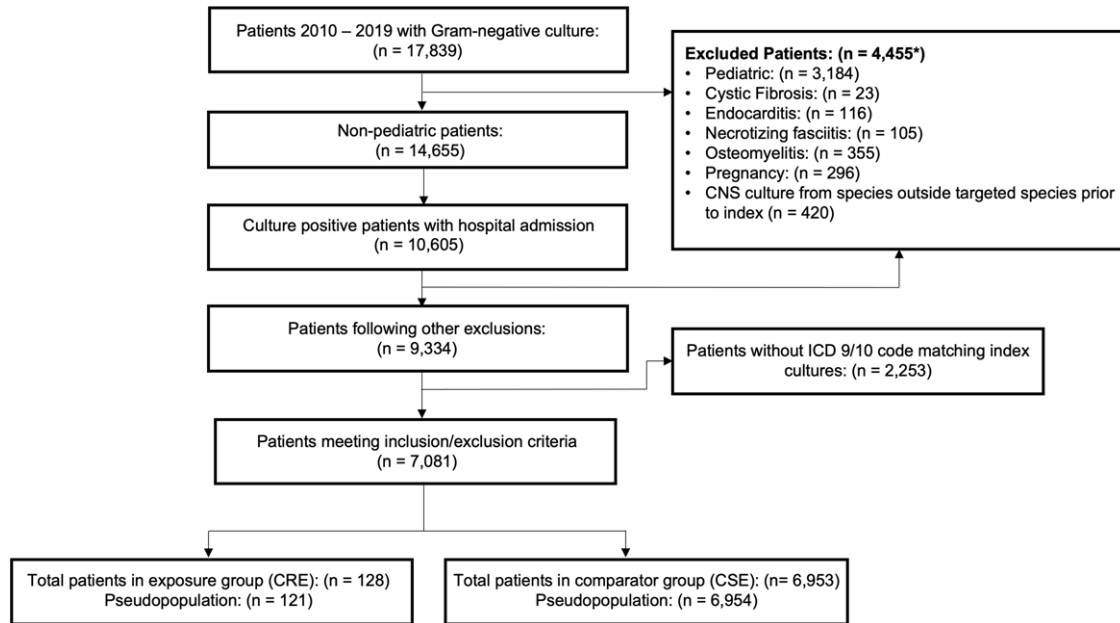 Patients 2010 – 2019 with Gram-negative culture:
(n = 17,839)
Excluded Patients: (n = 4,455*)
• Pediatric: (n = 3,184)
• Cystic Fibrosis: (n = 23)
• Endocarditis: (n = 116)
• Necrotizing fasciitis: (n = 105)
• Osteomyelitis: (n = 355)
• Pregnancy: (n = 296)
• CNS culture from species outside targeted species prior
to index (n = 420)
Non-pediatric patients:
(n = 14,655)
Culture positive patients with hospital admission
(n = 10,605)
Patients following other exclusions:
(n = 9,334)
Patients without ICD 9/10 code matching index
cultures: (n = 2,253)
Patients meeting inclusion/exclusion criteria
(n = 7,081)
Total patients in exposure group (CRE): (n = 128)
Pseudopopulation: (n = 121)
Total patients in comparator group (CSE): (n= 6,953)
Pseudopopulation: (n = 6,954)